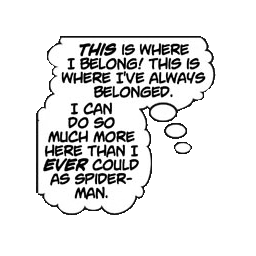 THIS IS WHERE
I BELONG! THIS IS
WHERE I'VE ALWAYS
BELONGED.
I CAN
DO SO
MUCH MORE
HERE THAN I
EVER COULD
AS SPIDER-
MAN.